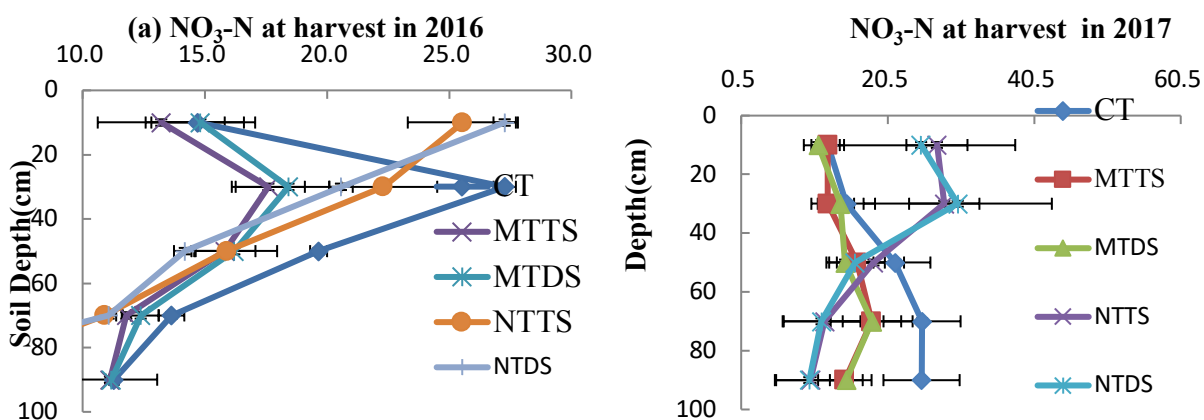 (a) NO₃-N at harvest in 2016
10.0 15.0 20.0 25.0 30.0
0
20
40
60
80
100
Soil Depth(cm)
CT
MTTS
MTDS
NTTS
NTDS
NO₃-N at harvest in 2017
0.5 20.5 40.5 60.5
0
20
40
60
80
100
Depth(cm)
CT
MTTS
MTDS
NTTS
NTDS